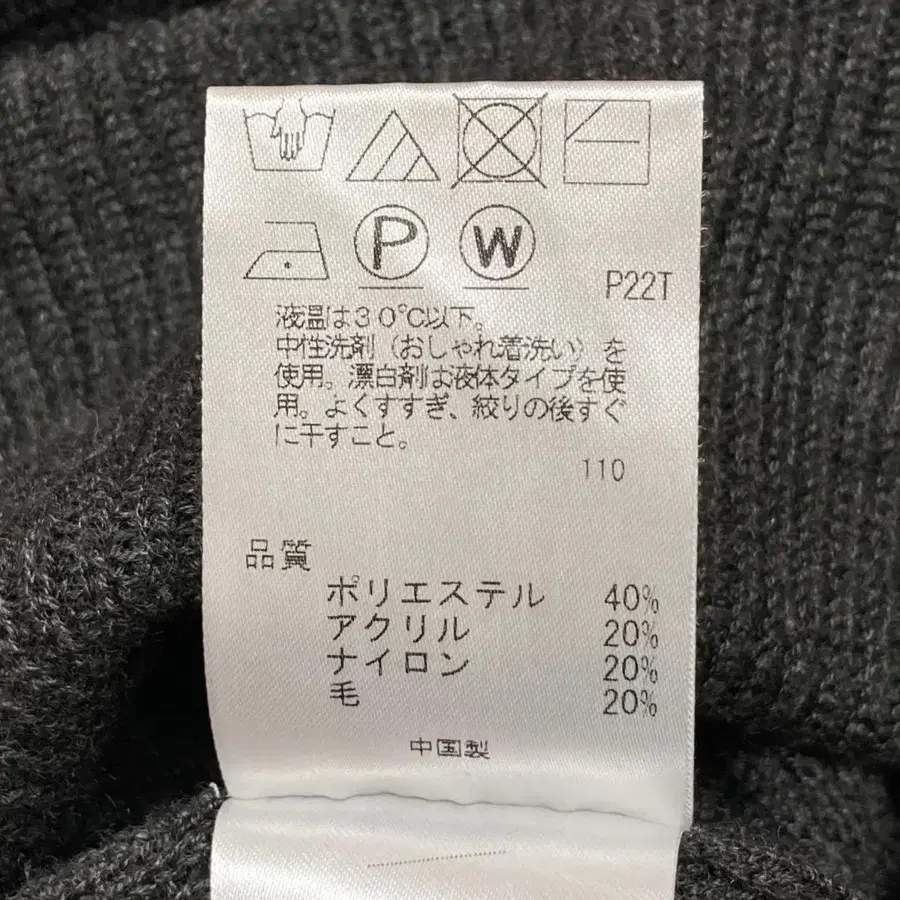 P W
P22T
液温は30℃以下。
中性洗剤（おしゃれ着洗い）を
使用。漂白剤は液体タイプを使
用。よくすすぎ、絞りの後すぐ
に干すこと。
110
品質
ポリエステル 40%
アクリル 20%
ナイロン 20%
毛 20%
中国製